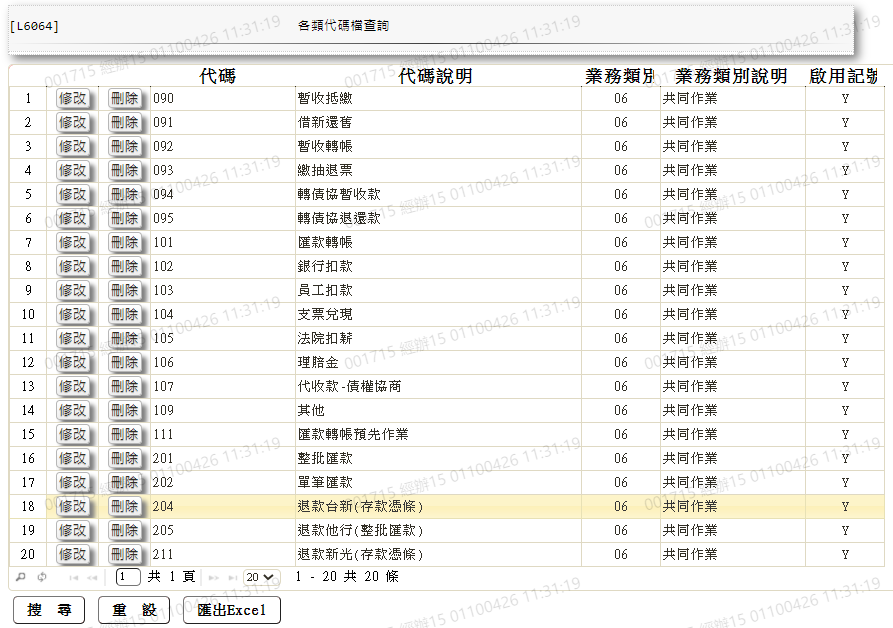 [L6064] 各類代碼檔查詢
代碼 代碼說明 業務類別 業務類別說明 啟用記號
1 修改 刪除 090 暫收抵繳 06 共同作業 Y
2 修改 刪除 091 借新還舊 06 共同作業 Y
3 修改 刪除 092 暫收轉帳 06 共同作業 Y
4 修改 刪除 093 繳抽退票 06 共同作業 Y
5 修改 刪除 094 轉債協暫收款 06 共同作業 Y
6 修改 刪除 095 轉債協退還款 06 共同作業 Y
7 修改 刪除 101 匯款轉帳 06 共同作業 Y
8 修改 刪除 102 銀行扣款 06 共同作業 Y
9 修改 刪除 103 員工扣款 06 共同作業 Y
10 修改 刪除 104 支票兌現 06 共同作業 Y
11 修改 刪除 105 法院扣薪 06 共同作業 Y
12 修改 刪除 106 理賠金 06 共同作業 Y
13 修改 刪除 107 代收款-債權協商 06 共同作業 Y
14 修改 刪除 109 其他 06 共同作業 Y
15 修改 刪除 111 匯款轉帳預先作業 06 共同作業 Y
16 修改 刪除 201 整批匯款 06 共同作業 Y
17 修改 刪除 202 單筆匯款 06 共同作業 Y
18 修改 刪除 204 退款台新(存款憑條) 06 共同作業 Y
19 修改 刪除 205 退款他行(整批匯款) 06 共同作業 Y
20 修改 刪除 211 退款新光(存款憑條) 06 共同作業 Y
1 共 1 頁 20 1 - 20 共 20 條
搜 尋 重 設 匯出Excel
001715 經辦15 01100426 11:31:19